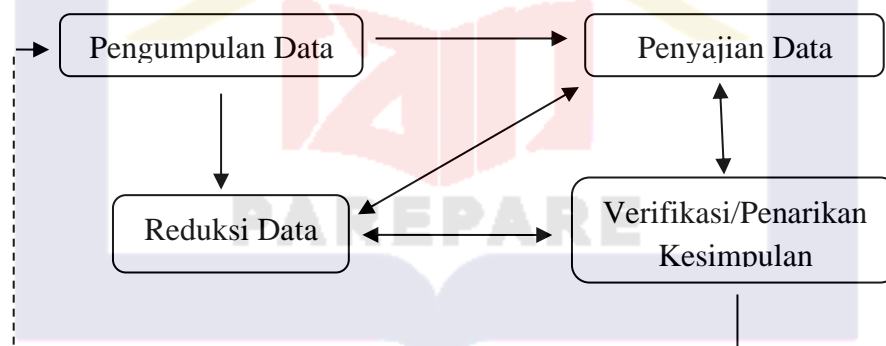 Pengumpulan Data
Penyajian Data
Reduksi Data
Verifikasi/Penarikan
Kesimpulan
PAREPARE